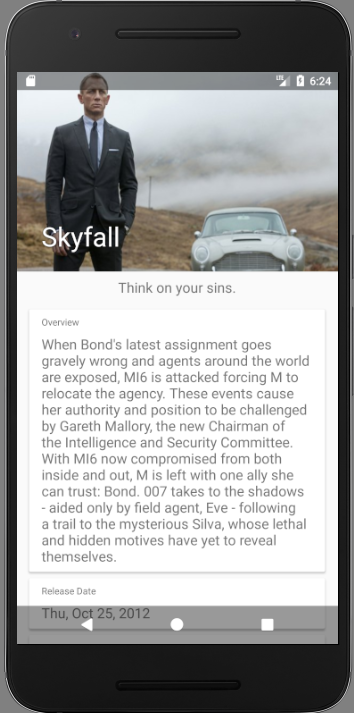 LTE 6:24
Skyfall
Think on your sins.
Overview
When Bond's latest assignment goes
gravely wrong and agents around the world
are exposed, MI6 is attacked forcing M to
relocate the agency. These events cause
her authority and position to be challenged
by Gareth Mallory, the new Chairman of
the Intelligence and Security Committee.
With MI6 now compromised from both
inside and out, M is left with one ally she
can trust: Bond. 007 takes to the shadows
- aided only by field agent, Eve - following
a trail to the mysterious Silva, whose lethal
and hidden motives have yet to reveal
themselves.
Release Date
Thu, Oct 25, 2012